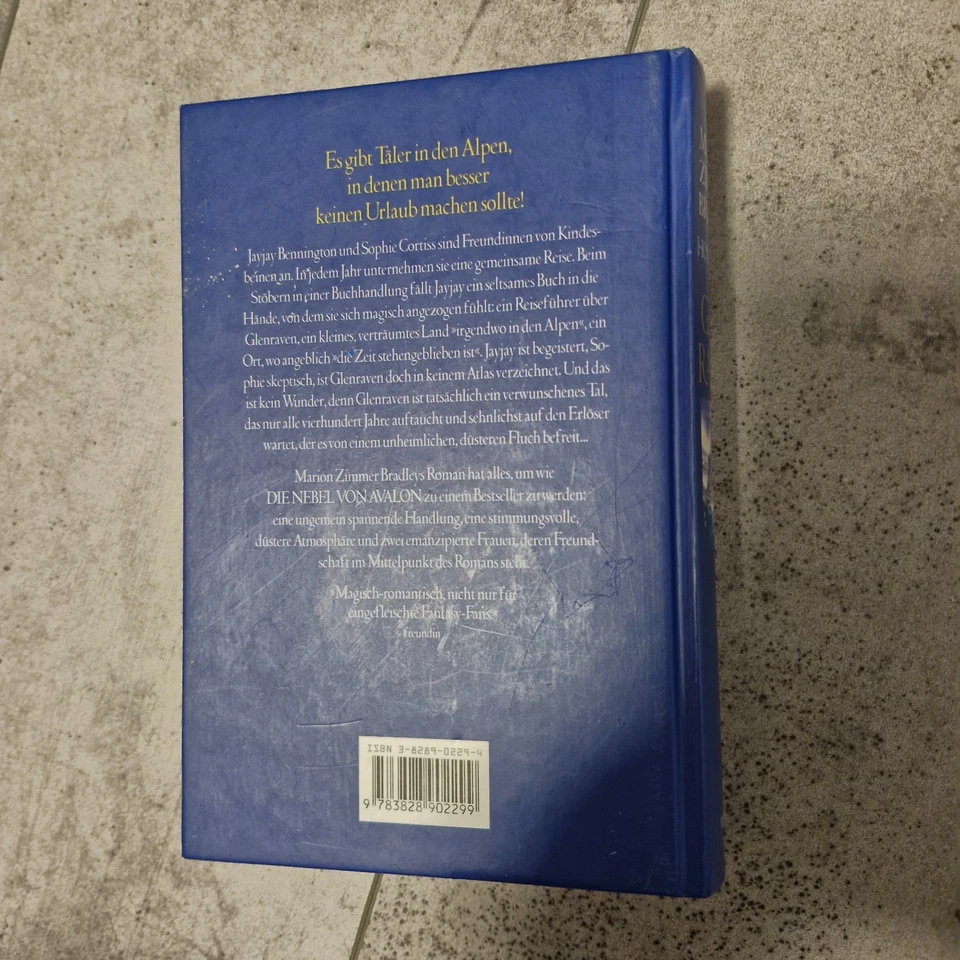 Es gibt Täler in den Alpen,
in denen man besser
keinen Urlaub machen sollte!
Jayjay Bennington und Sophie Cortiss sind Freundinnen von Kindes-
beinen an. In jedem Jahr unternehmen sie eine gemeinsame Reise. Beim
Stöbern in einer Buchhandlung fällt Jayjay ein seltsames Buch in die
Hände, von dem sie sich magisch angezogen fühlt: ein Reiseführer über
Glenraven, ein kleines, verträumtes Land »irgendwo in den Alpen«, ein
Ort, wo angeblich »die Zeit stehengeblieben ist«. Jayjay ist begeistert, So-
phie skeptisch, ist Glenraven doch in keinem Atlas verzeichnet. Und das
ist kein Wunder, denn Glenraven ist tatsächlich ein verwunschenes Tal,
das nur alle vierhundert Jahre auftaucht und sehnlichst auf den Erlöser
wartet, der es von einem unheimlichen, düsteren Fluch befreit...
Marion Zimmer Bradleys Roman hat alles, um wie
DIE NEBEL VON AVALON zu einem Bestseller zu werden:
eine ungemein spannende Handlung, eine stimmungsvolle,
düstere Atmosphäre und zwei emanzipierte Frauen, deren Freund-
schaft im Mittelpunkt des Romans steht.
»Magisch-romantisch, nicht nur für
eingefleischte Fantasy-Fans.«
Freundin
ISBN 3-8289-0229-4
9 783828 902299